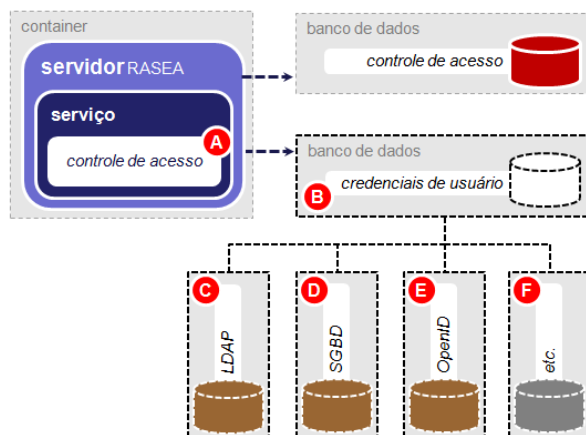 container
servidor RASEA
serviço
controle de acesso
A
banco de dados
controle de acesso
banco de dados
credenciais de usuário
B
C
LDAP
D
SGBD
E
OpenID
F
etc.